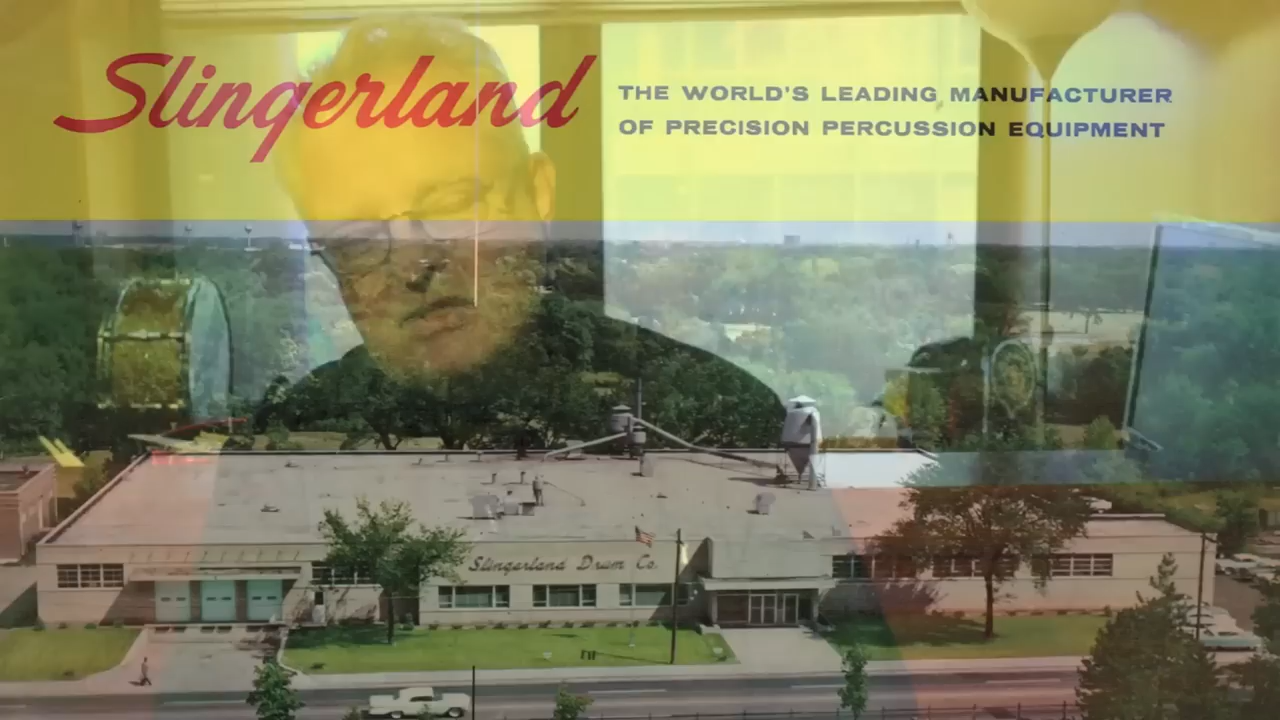 Slingerland
THE WORLD'S LEADING MANUFACTURER
OF PRECISION PERCUSSION EQUIPMENT
Slingerland Drum Co.